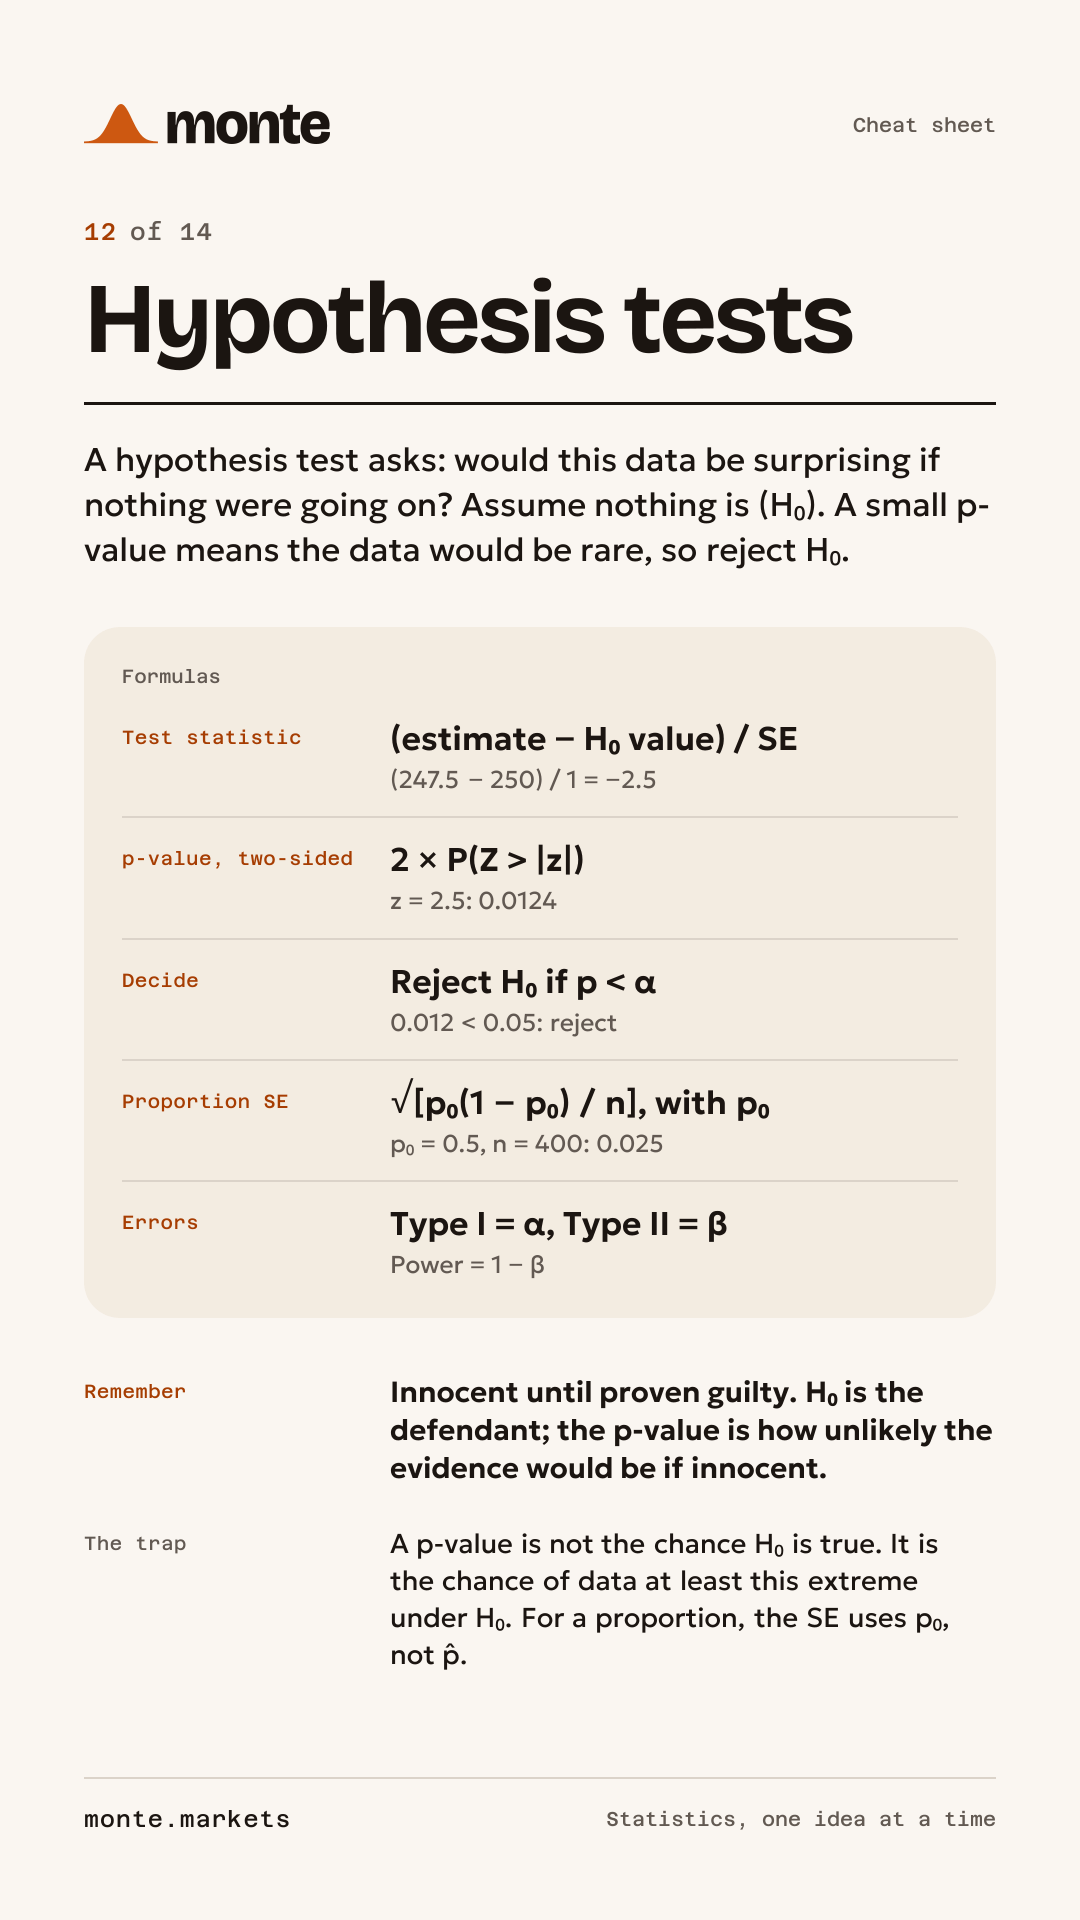 monte
Cheat sheet
12 of 14
Hypothesis tests
A hypothesis test asks: would this data be surprising if
nothing were going on? Assume nothing is (H₀). A small p-
value means the data would be rare, so reject H₀.
Formulas
Test statistic
(estimate − H₀ value) / SE
(247.5 − 250) / 1 = −2.5
p-value, two-sided
2 × P(Z > |z|)
z = 2.5: 0.0124
Decide
Reject H₀ if p < α
0.012 < 0.05: reject
Proportion SE
√[p₀(1 − p₀) / n], with p₀
p₀ = 0.5, n = 400: 0.025
Errors
Type I = α, Type II = β
Power = 1 − β
Remember
Innocent until proven guilty. H₀ is the
defendant; the p-value is how unlikely the
evidence would be if innocent.
The trap
A p-value is not the chance H₀ is true. It is
the chance of data at least this extreme
under H₀. For a proportion, the SE uses p₀,
not p̂.
monte.markets
Statistics, one idea at a time